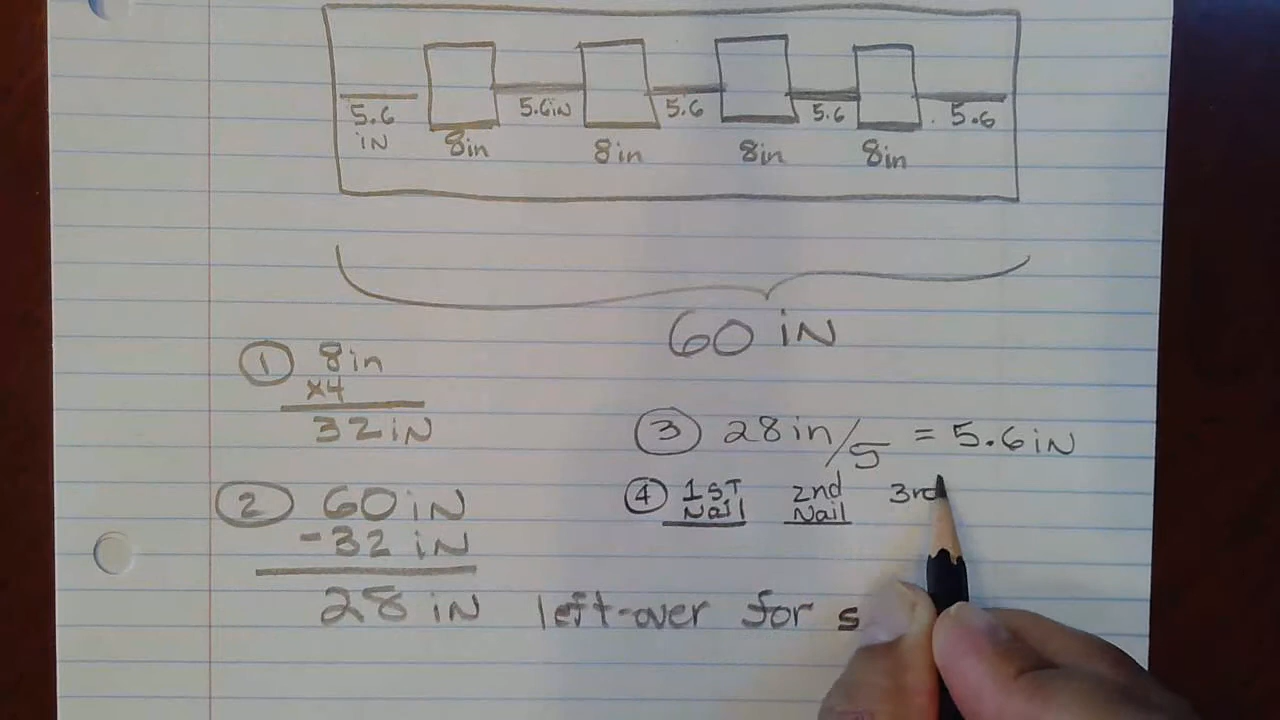 5.6 IN 5.6IN 5.6 5.6 5.6
8in 8in 8in 8in
60 IN
① 8in
x4
32IN
② 60IN
-32 IN
28 IN left-over for s
③ 28in/5 = 5.6IN
④ 1ST Nail 2nd Nail 3rd